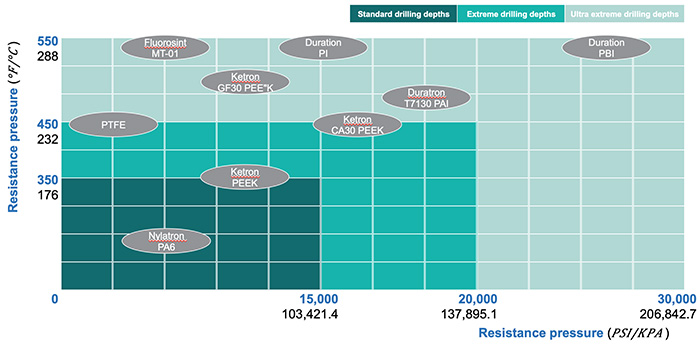 Standard drilling depths
Extreme drilling depths
Ultra extreme drilling depths
Resistance pressure (°F/°C)
550
288
450
232
350
176
Fluorosint
MT-01
Duration
PI
Duration
PBI
Ketron
GF30 PEE"K
Duratron
T7130 PAI
PTFE
Ketron
CA30 PEEK
Ketron
PEEK
Nylatron
PA6
0
15,000
20,000
30,000
103,421.4
137,895.1
206,842.7
Resistance pressure (PSI/KPA)